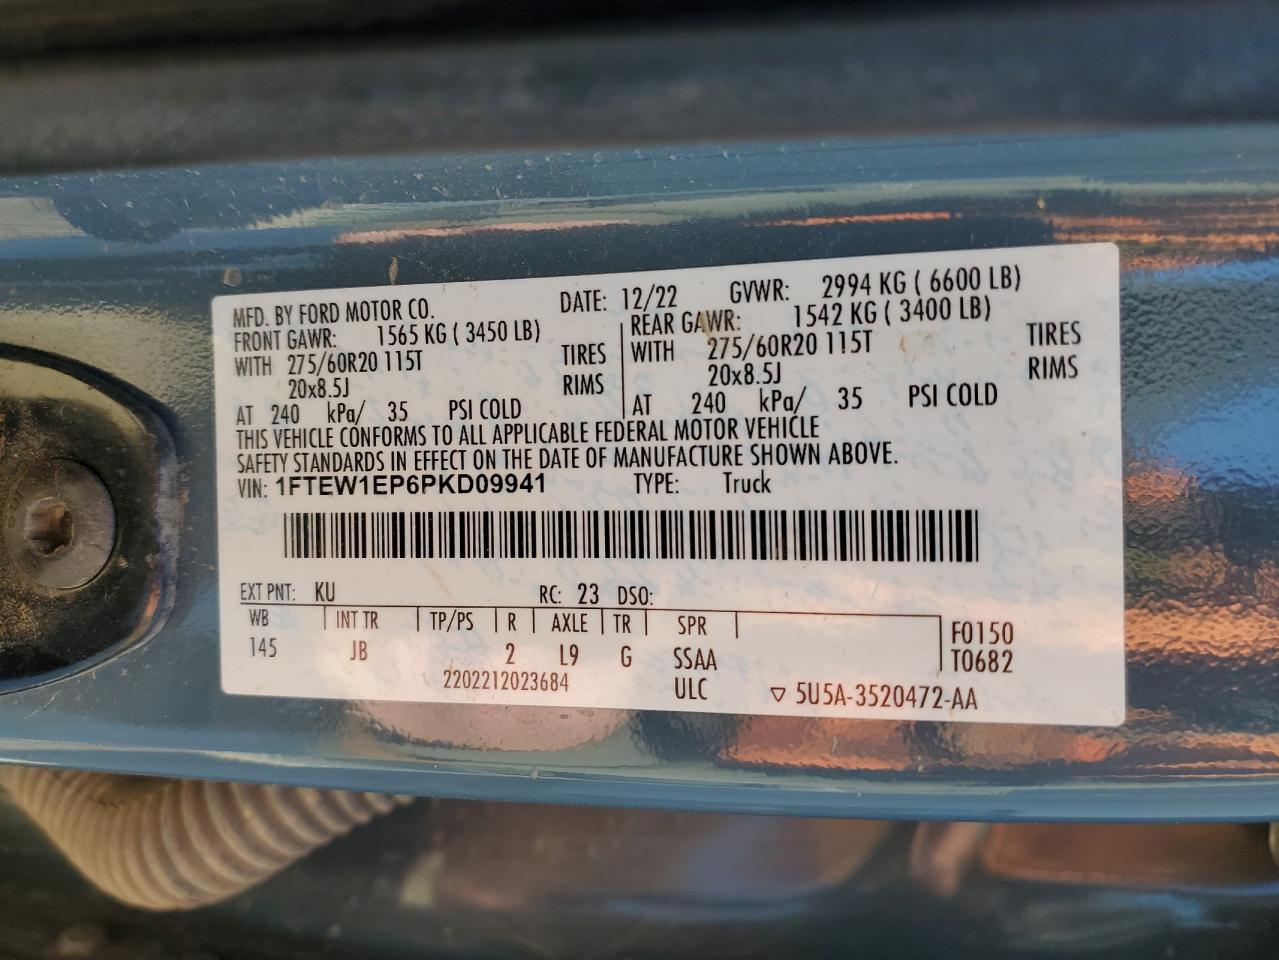 MFD. BY FORD MOTOR CO. DATE: 12/22 GVWR: 2994 KG ( 6600 LB)
FRONT GAWR: 1565 KG ( 3450 LB) REAR GAWR: 1542 KG ( 3400 LB)
WITH 275/60R20 115T TIRES WITH 275/60R20 115T TIRES
20x8.5J RIMS 20x8.5J RIMS
AT 240 kPa/ 35 PSI COLD AT 240 kPa/ 35 PSI COLD
THIS VEHICLE CONFORMS TO ALL APPLICABLE FEDERAL MOTOR VEHICLE
SAFETY STANDARDS IN EFFECT ON THE DATE OF MANUFACTURE SHOWN ABOVE.
VIN: 1FTEW1EP6PKD09941 TYPE: Truck
EXT PNT: KU RC: 23 DSO:
WB INT TR TP/PS R AXLE TR SPR F0150
145 JB 2 L9 G SSAA T0682
2202212023684 ULC ▽ 5U5A-3520472-AA